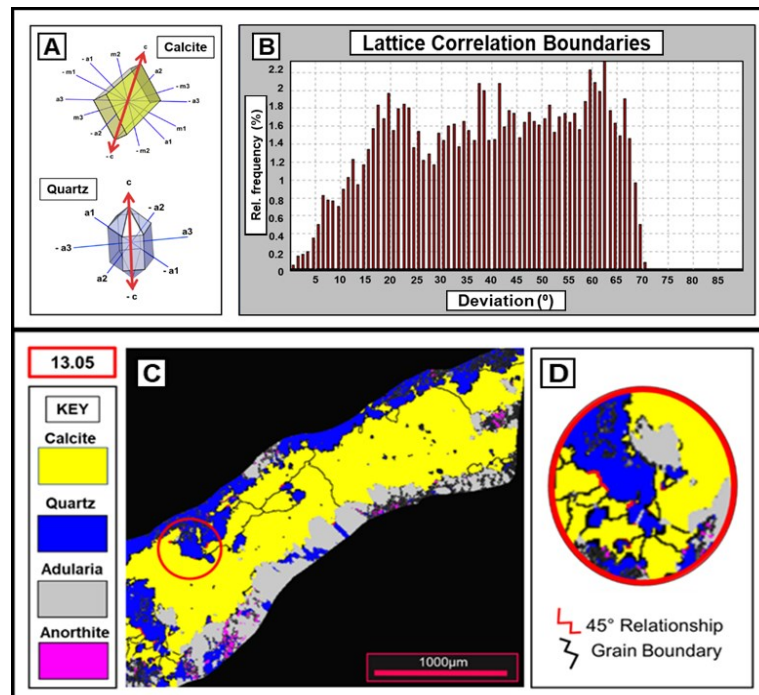 A
Calcite
c
m2
- a1
a2
- m1
- m3
a3
- a3
m3
m1
- a2
a1
- m2
- c
Quartz
c
a1
- a2
- a3
a3
a2
- a1
- c
B
Lattice Correlation Boundaries
Rel. frequency (%)
2.2
2
1.8
1.6
1.4
1.2
1
0.8
0.6
0.4
0.2
0
5 10 15 20 25 30 35 40 45 50 55 60 65 70 75 80 85
Deviation (º)
13.05
KEY
Calcite
Quartz
Adularia
Anorthite
C
1000µm
D
45° Relationship
Grain Boundary